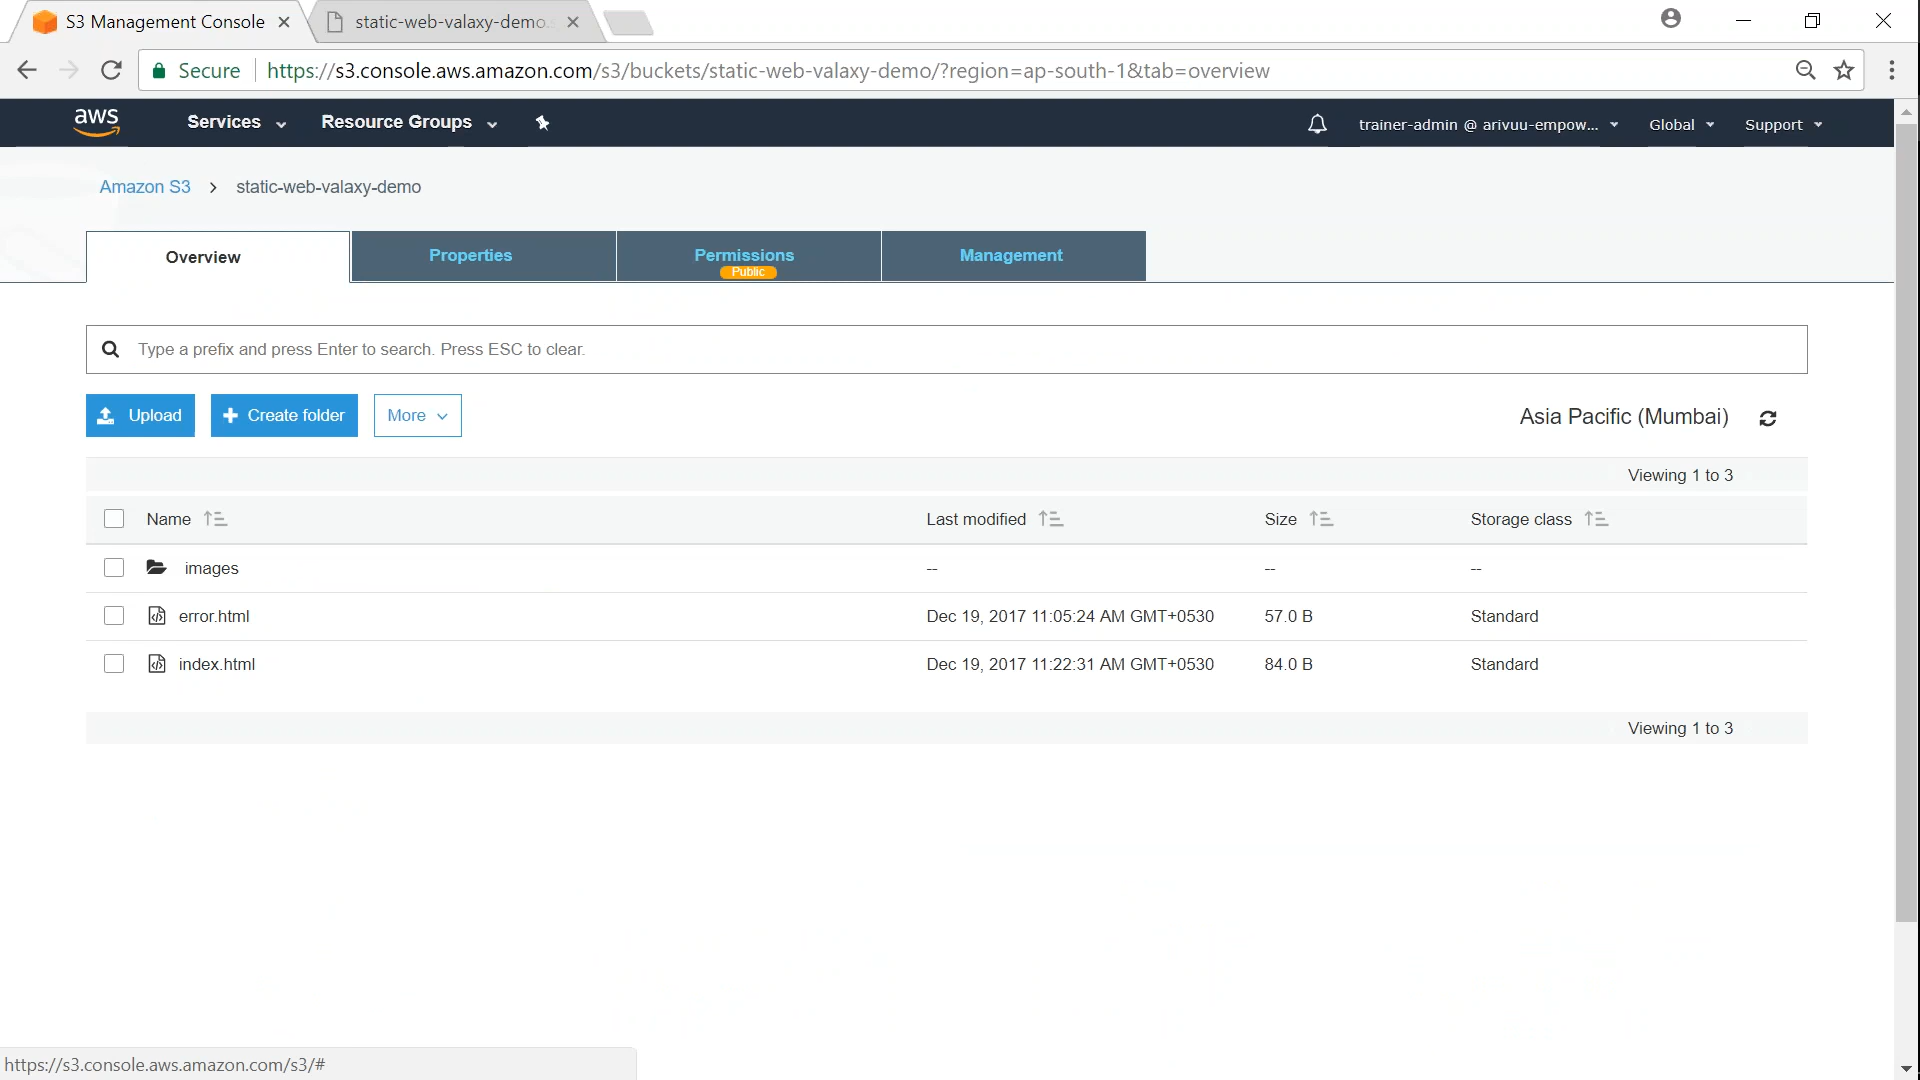 S3 Management Console
static-web-valaxy-demo.
Secure https://s3.console.aws.amazon.com/s3/buckets/static-web-valaxy-demo/?region=ap-south-1&tab=overview
aws Services Resource Groups trainer-admin @ arivuu-empow... Global Support
Amazon S3 > static-web-valaxy-demo
Overview Properties Permissions Management
Public
Type a prefix and press Enter to search. Press ESC to clear.
Upload Create folder More Asia Pacific (Mumbai)
Viewing 1 to 3
Name Last modified Size Storage class
images -- -- --
error.html Dec 19, 2017 11:05:24 AM GMT+0530 57.0 B Standard
index.html Dec 19, 2017 11:22:31 AM GMT+0530 84.0 B Standard
Viewing 1 to 3
https://s3.console.aws.amazon.com/s3/#